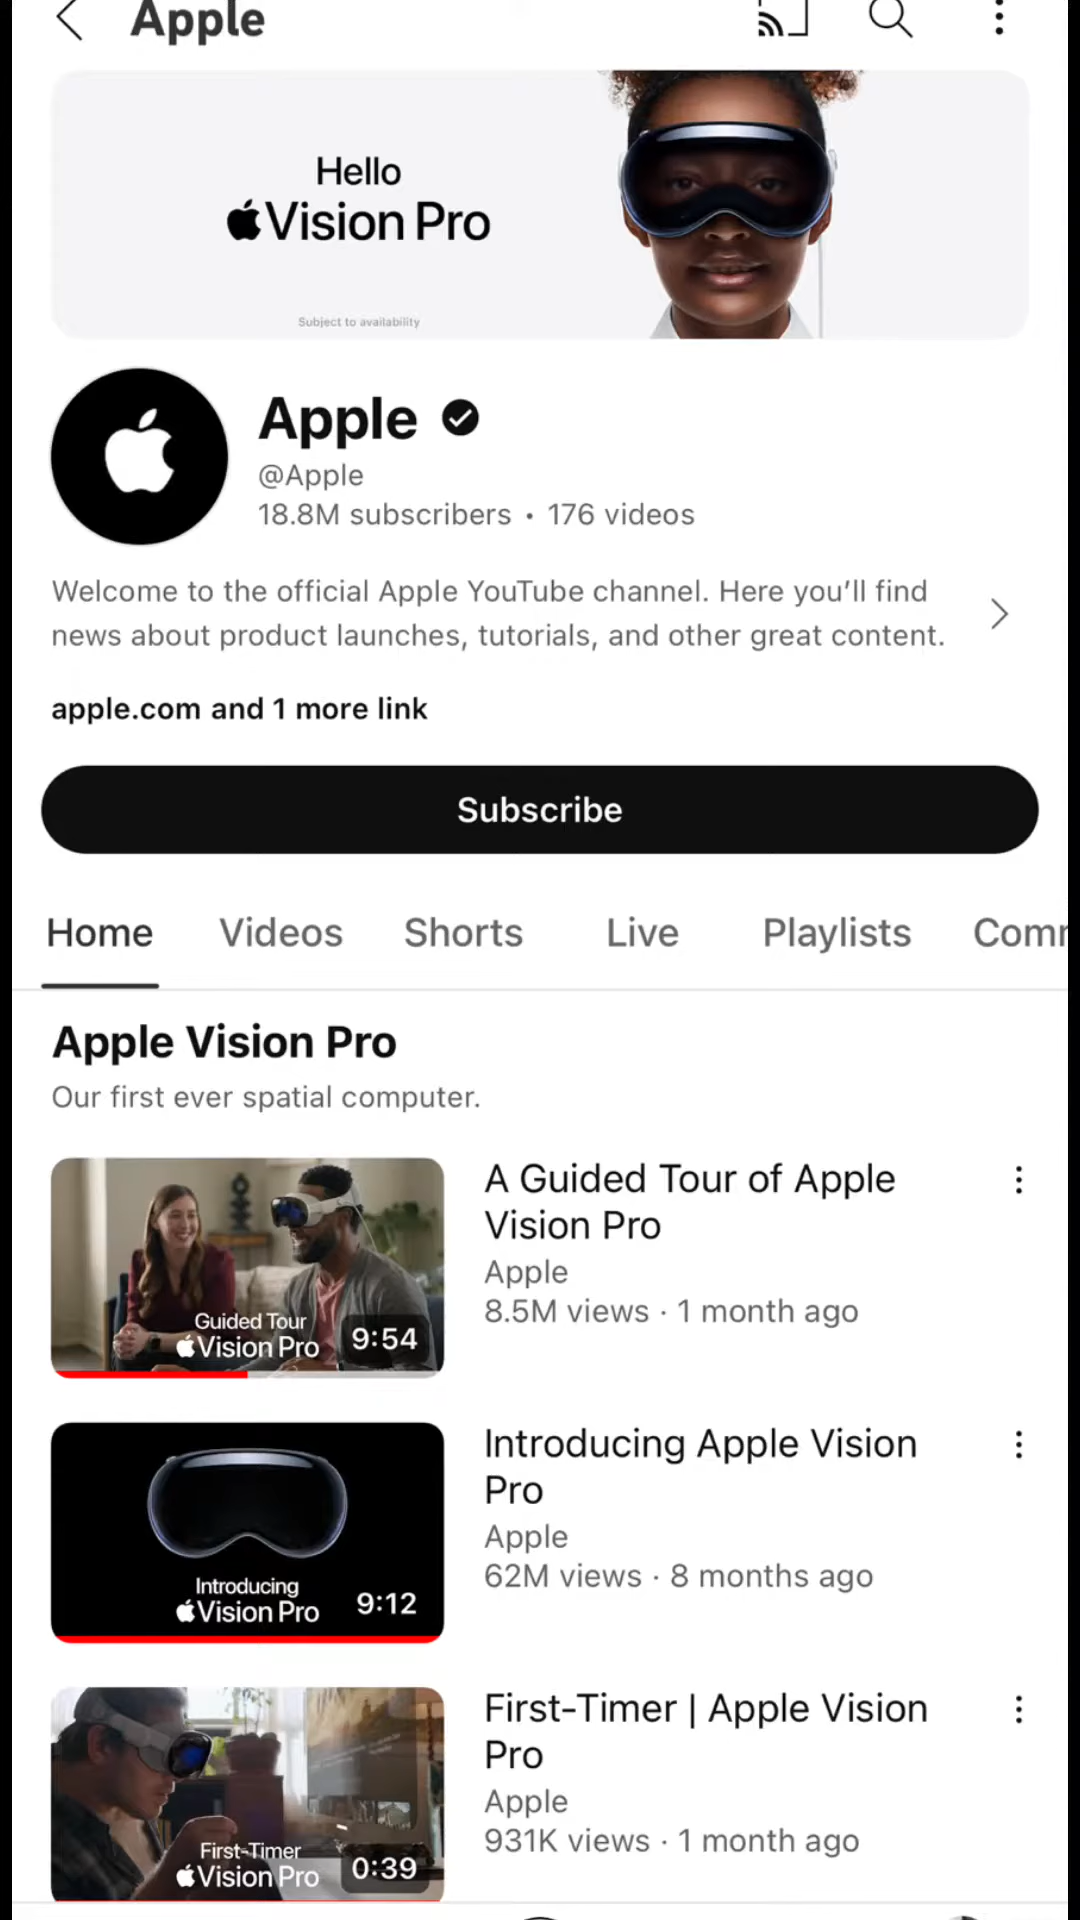 Apple
Hello
Vision Pro
Subject to availability
Apple
@Apple
18.8M subscribers • 176 videos
Welcome to the official Apple YouTube channel. Here you’ll find
news about product launches, tutorials, and other great content.
apple.com and 1 more link
Subscribe
Home Videos Shorts Live Playlists Comm
Apple Vision Pro
Our first ever spatial computer.
Guided Tour
Vision Pro
9:54
A Guided Tour of Apple
Vision Pro
Apple
8.5M views · 1 month ago
Introducing
Vision Pro
9:12
Introducing Apple Vision
Pro
Apple
62M views · 8 months ago
First-Timer
Vision Pro
0:39
First-Timer | Apple Vision
Pro
Apple
931K views · 1 month ago